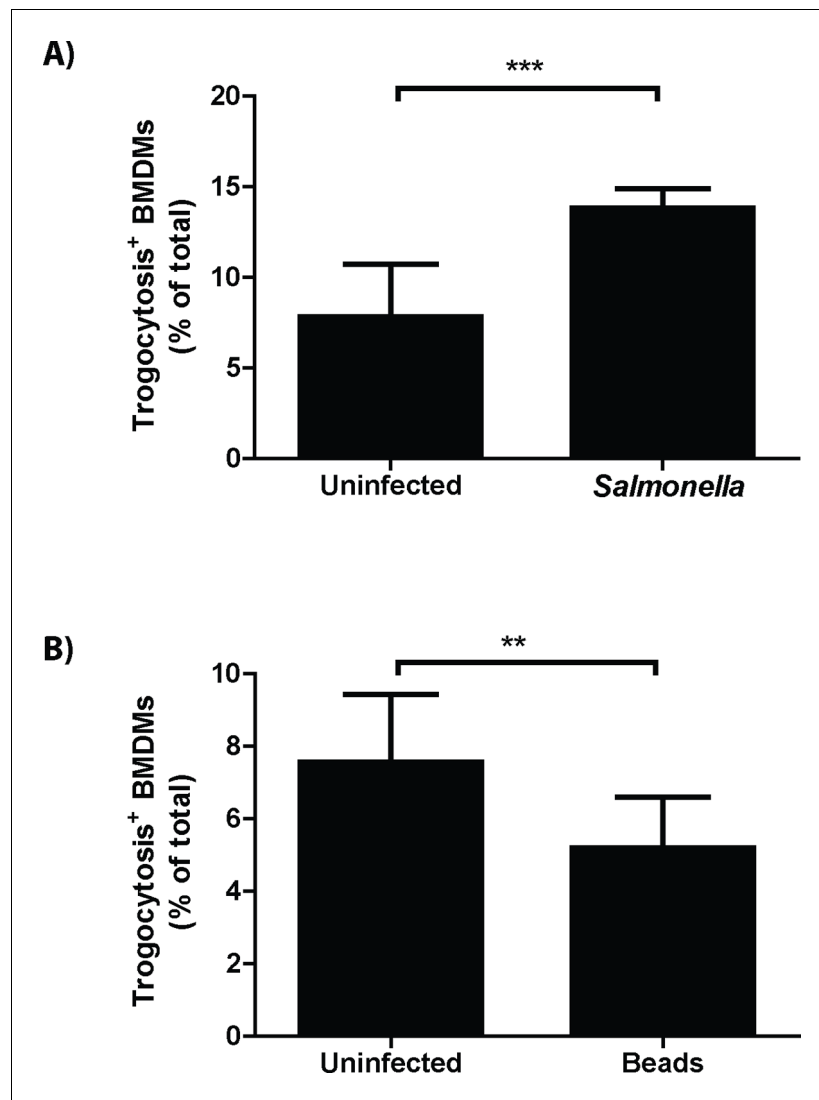 A)
***
Trogocytosis⁺ BMDMs
(% of total)
20
15
10
5
0
Uninfected
Salmonella
B)
**
Trogocytosis⁺ BMDMs
(% of total)
10
8
6
4
2
0
Uninfected
Beads